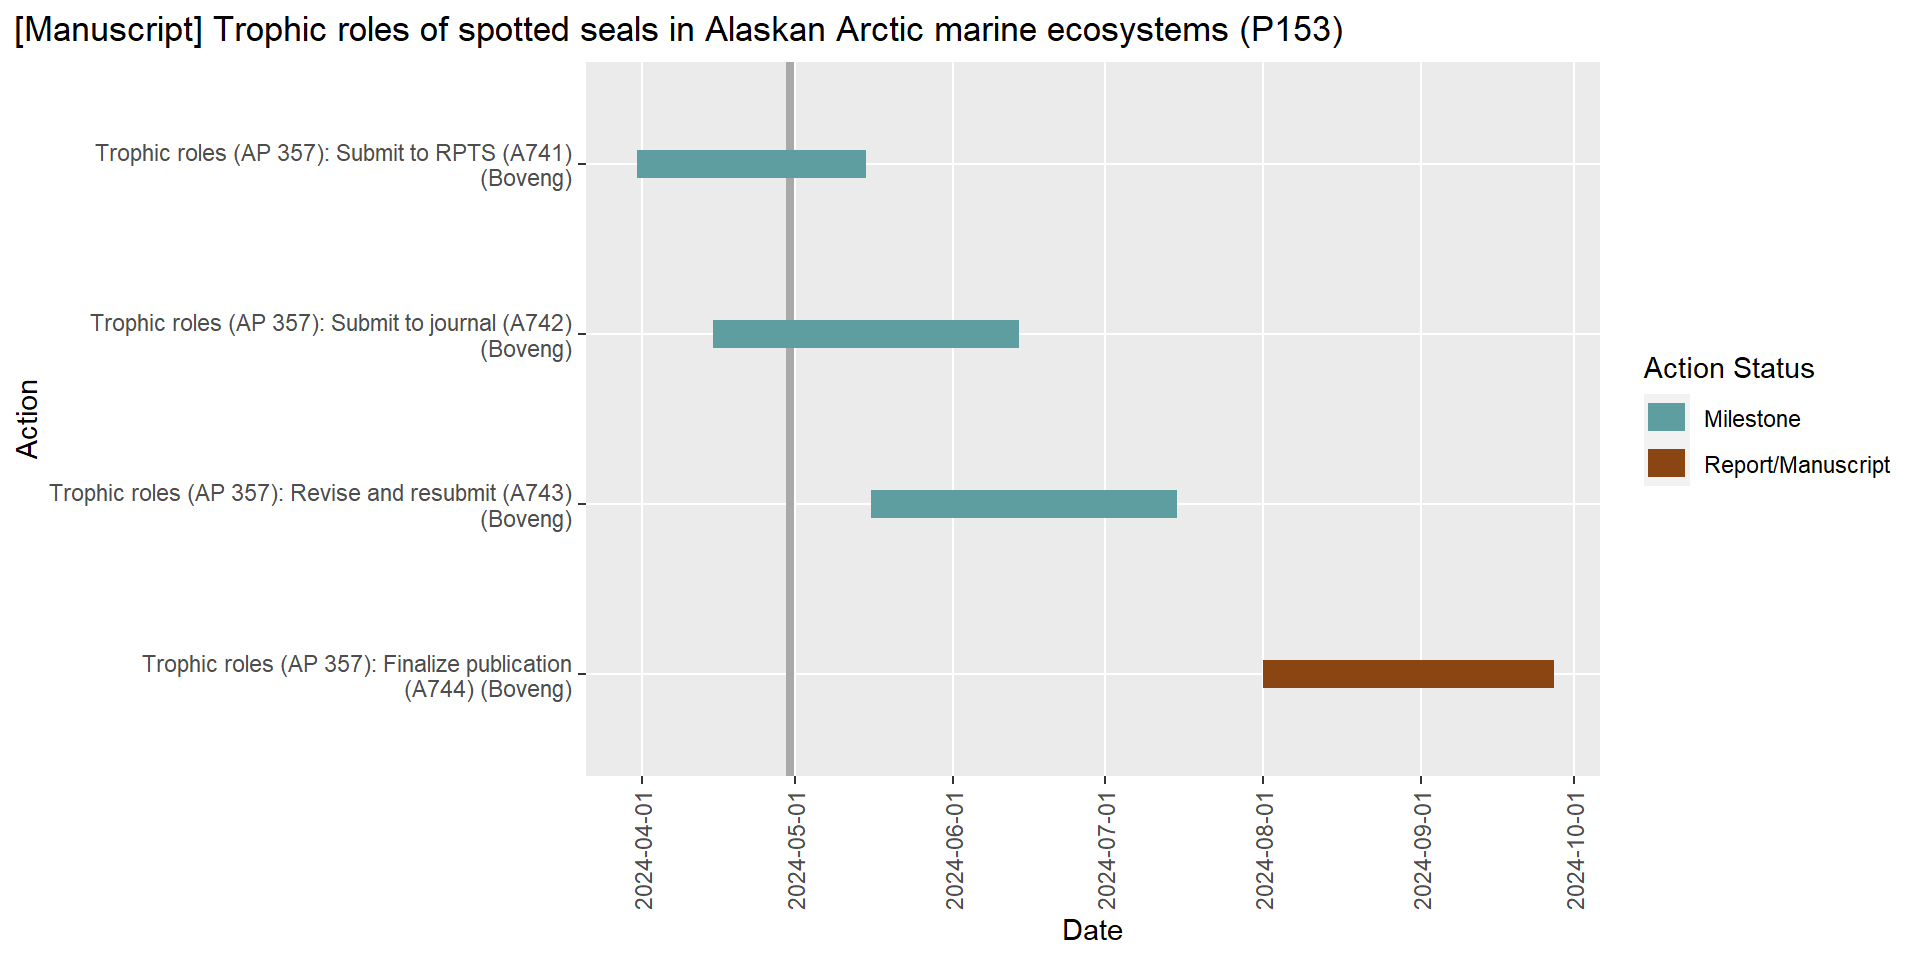 [Manuscript] Trophic roles of spotted seals in Alaskan Arctic marine ecosystems (P153)
Trophic roles (AP 357): Submit to RPTS (A741)
(Boveng)
Trophic roles (AP 357): Submit to journal (A742)
(Boveng)
Trophic roles (AP 357): Revise and resubmit (A743)
(Boveng)
Trophic roles (AP 357): Finalize publication
(A744) (Boveng)
Action
2024-04-01
2024-05-01
2024-06-01
2024-07-01
2024-08-01
2024-09-01
2024-10-01
Date
Action Status
Milestone
Report/Manuscript